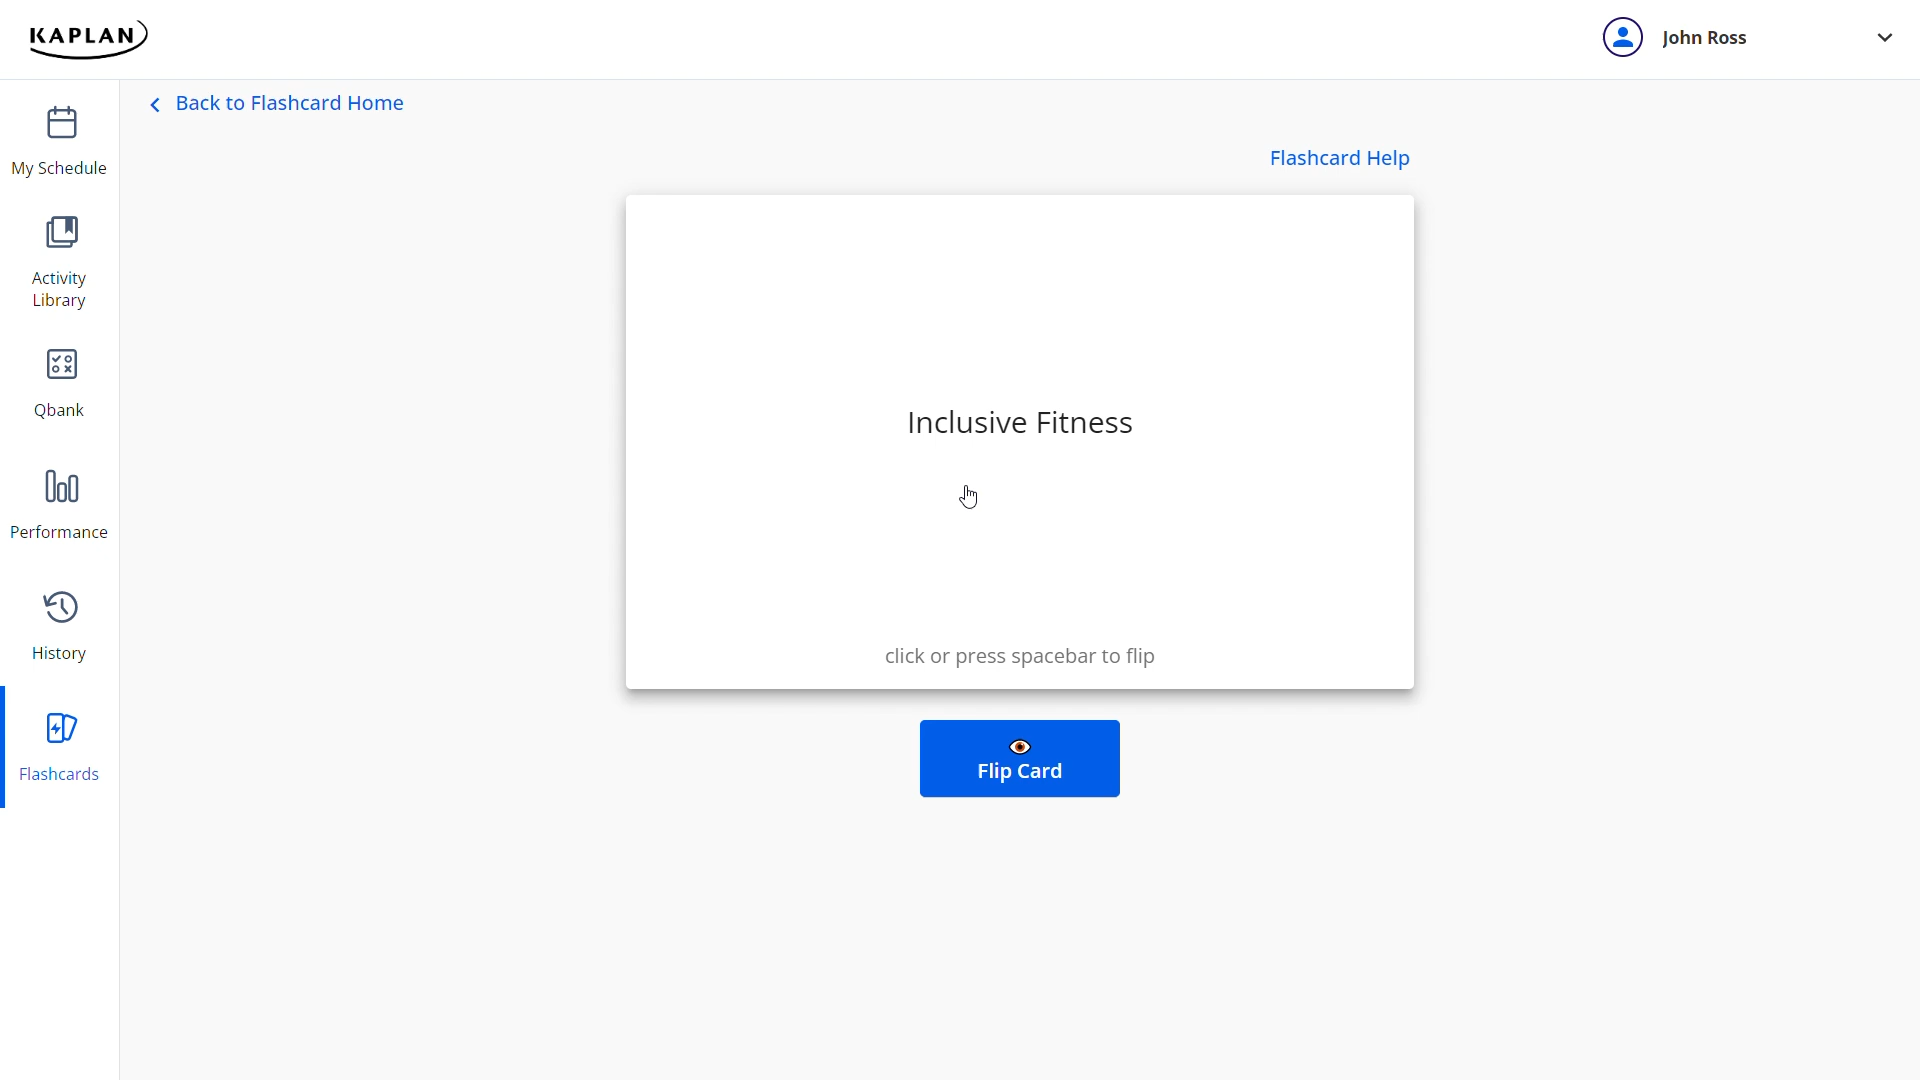 KAPLAN
John Ross
Back to Flashcard Home
My Schedule
Flashcard Help
Activity
Library
Qbank
Inclusive Fitness
Performance
History
click or press spacebar to flip
Flashcards
Flip Card